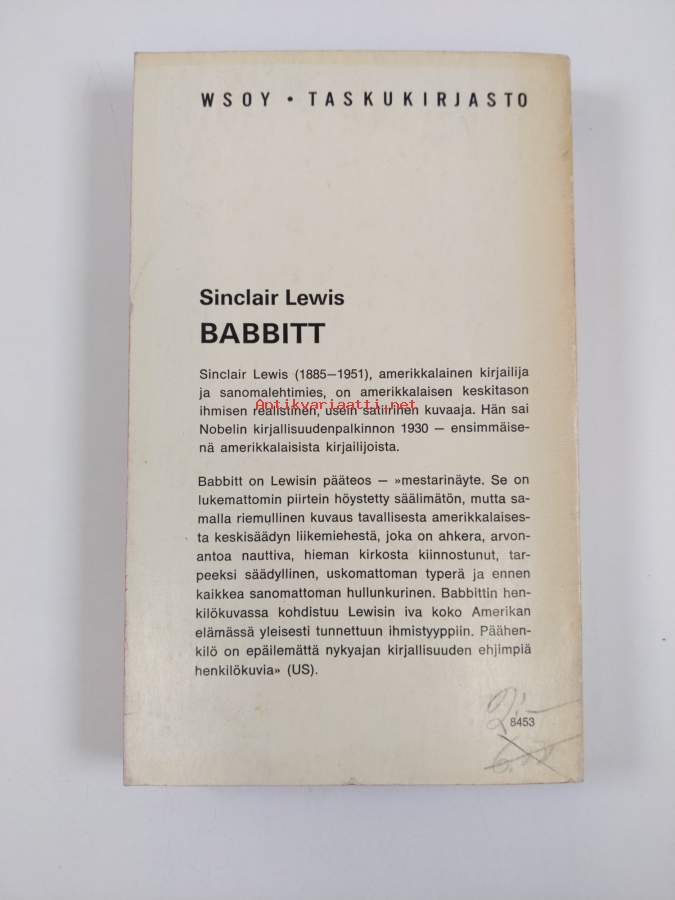 WSOY • TASKUKIRJASTO
Sinclair Lewis
BABBITT
Sinclair Lewis (1885—1951), amerikkalainen kirjailija
ja sanomalehtimies, on amerikkalaisen keskitason
Antikvariaatti.net
ihmisen realistinen, usein satiirinen kuvaaja. Hän sai
Nobelin kirjallisuudenpalkinnon 1930 — ensimmäise-
nä amerikkalaisista kirjailijoista.
Babbitt on Lewisin pääteos — »mestarinäyte. Se on
lukemattomin piirtein höystetty säälimätön, mutta sa-
malla riemullinen kuvaus tavallisesta amerikkalaises-
ta keskisäädyn liikemiehestä, joka on ahkera, arvon-
antoa nauttiva, hieman kirkosta kiinnostunut, tar-
peeksi säädyllinen, uskomattoman typerä ja ennen
kaikkea sanomattoman hullunkurinen. Babbittin hen-
kilökuvassa kohdistuu Lewisin iva koko Amerikan
elämässä yleisesti tunnettuun ihmistyyppiin. Päähen-
kilö on epäilemättä nykyajan kirjallisuuden ehjimpiä
henkilökuvia» (US).
8453